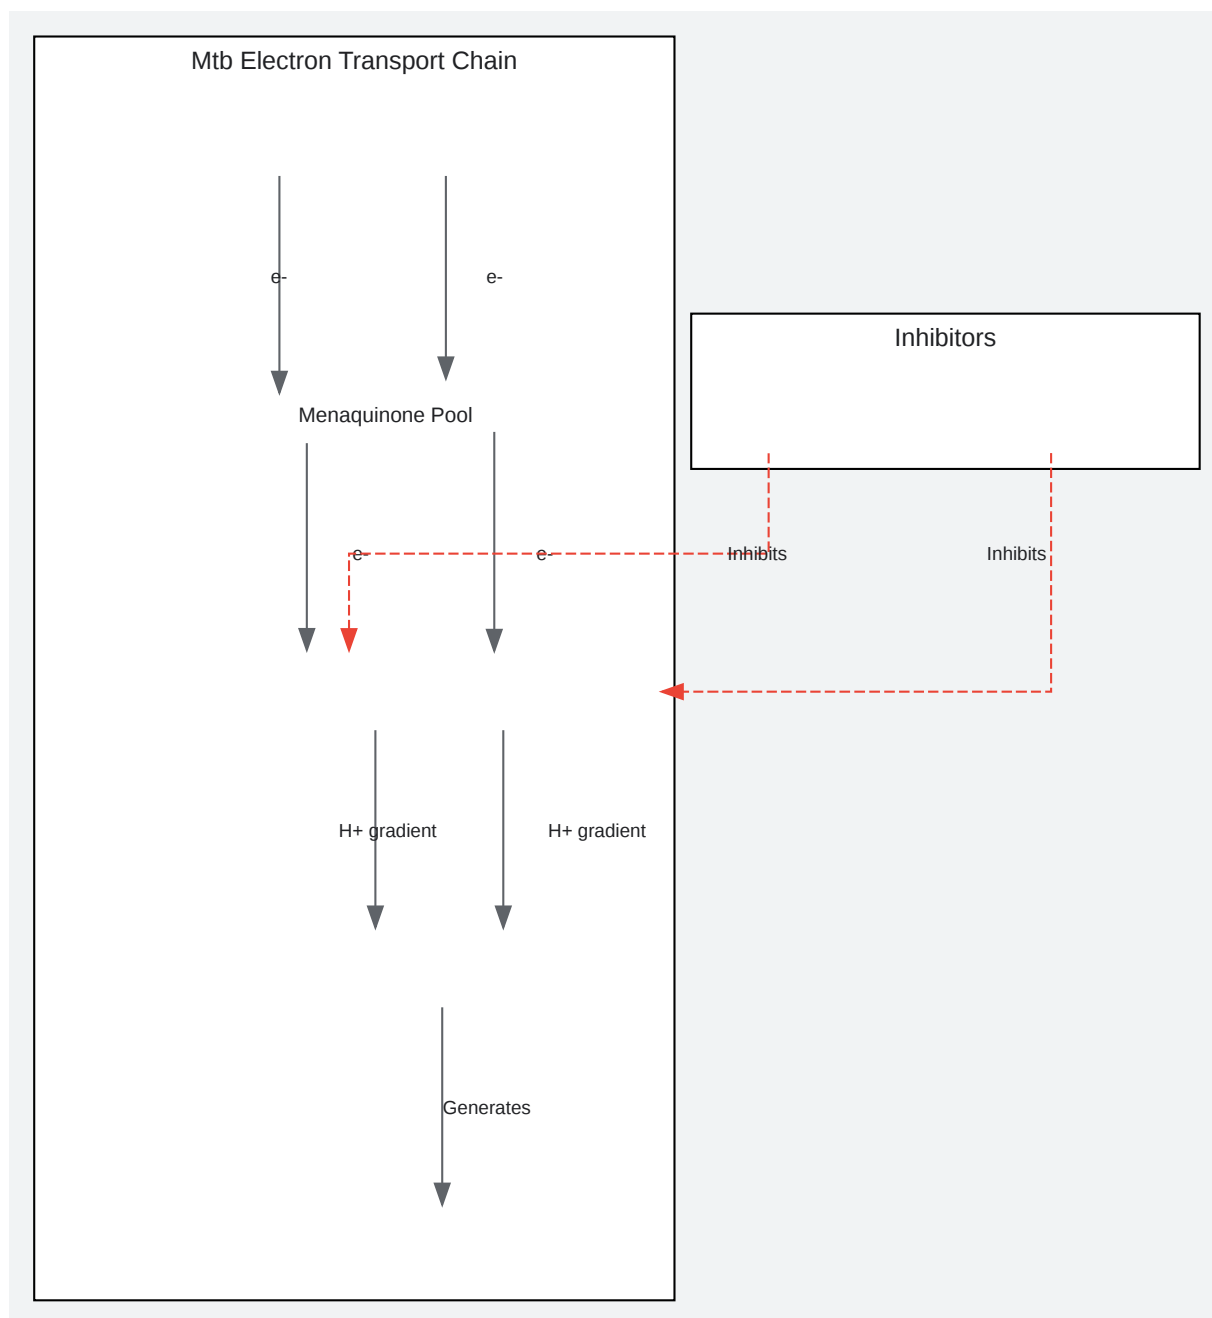 Mtb Electron Transport Chain
e-
e-
Inhibitors
Menaquinone Pool
e-
e-
Inhibits
Inhibits
H+ gradient
H+ gradient
Generates